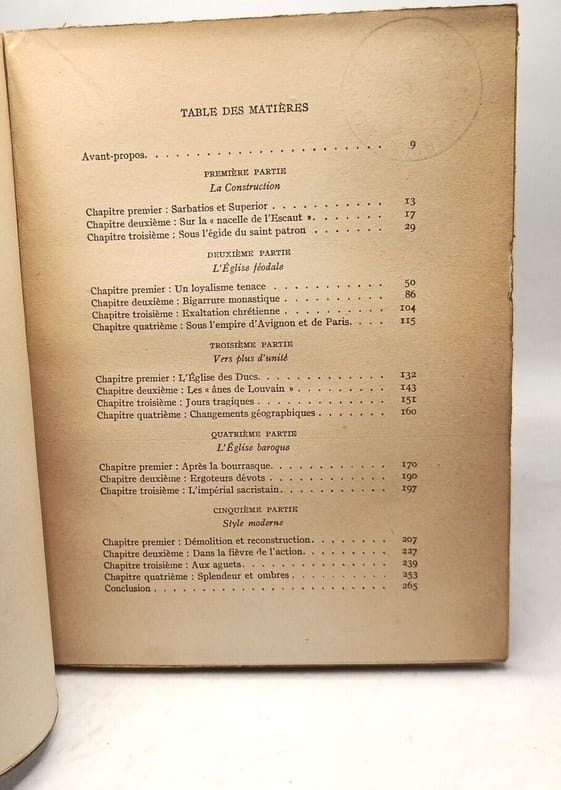 TABLE DES MATIÈRES
Avant-propos. . . . . . . . . . . . . . . . . . . . . . 9
PREMIÈRE PARTIE
La Construction
Chapitre premier : Sarbatios et Superior . . . . . . . . . . 13
Chapitre deuxième : Sur la « nacelle de l'Escaut ». . . . . . . 17
Chapitre troisième : Sous l'égide du saint patron . . . . . . . 29
DEUXIÈME PARTIE
L'Église féodale
Chapitre premier : Un loyalisme tenace . . . . . . . . . . 50
Chapitre deuxième : Bigarrure monastique . . . . . . . . . 86
Chapitre troisième : Exaltation chrétienne . . . . . . . . . 104
Chapitre quatrième : Sous l'empire d'Avignon et de Paris. . . . 115
TROISIÈME PARTIE
Vers plus d'unité
Chapitre premier : L'Église des Ducs. . . . . . . . . . . . 132
Chapitre deuxième : Les « ânes de Louvain » . . . . . . . . 143
Chapitre troisième : Jours tragiques . . . . . . . . . . . 151
Chapitre quatrième : Changements géographiques . . . . . . 160
QUATRIÈME PARTIE
L'Église baroque
Chapitre premier : Après la bourrasque. . . . . . . . . . . 170
Chapitre deuxième : Ergoteurs dévots . . . . . . . . . . 190
Chapitre troisième : L'impérial sacristain. . . . . . . . . . 197
CINQUIÈME PARTIE
Style moderne
Chapitre premier : Démolition et reconstruction. . . . . . . . 207
Chapitre deuxième : Dans la fièvre de l'action. . . . . . . . 227
Chapitre troisième : Aux aguets. . . . . . . . . . . . . 239
Chapitre quatrième : Splendeur et ombres . . . . . . . . . 253
Conclusion . . . . . . . . . . . . . . . . . . . . 265